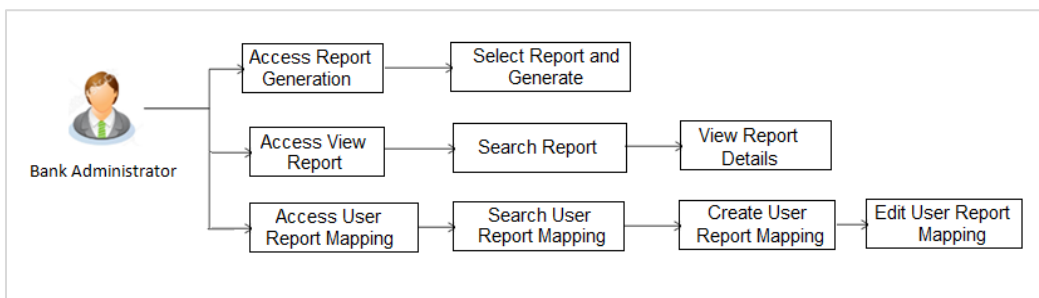 Access Report
Generation
Select Report and
Generate
Bank Administrator
Access View
Report
Search Report
View Report
Details
Access User
Report Mapping
Search User
Report Mapping
Create User
Report Mapping
Edit User Report
Mapping